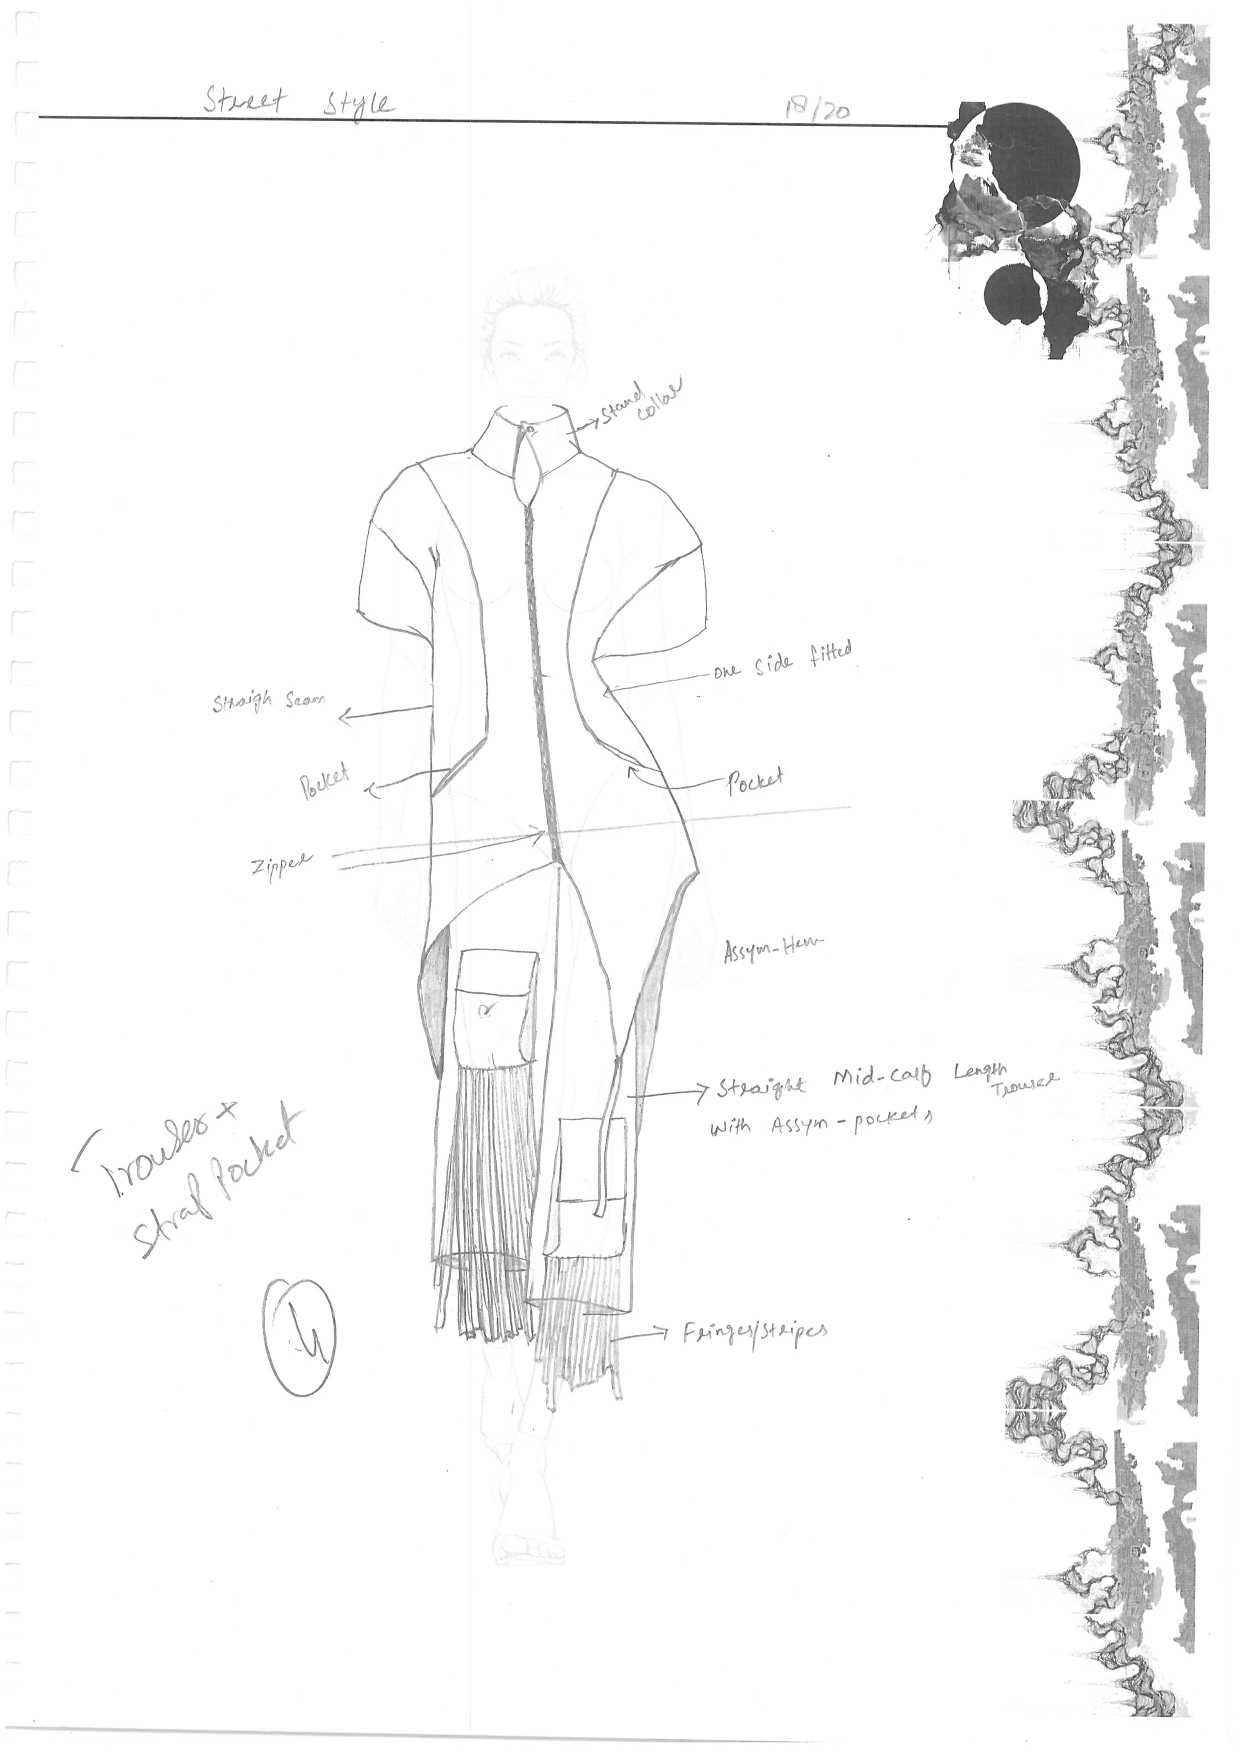 Street Style
18/20
Stand
Collar
One side fitted
Straigh Seam
Pocket
Pocket
Zipper
Assym-Hem
Straight Mid-calf Length
Trouser
With Assym-pockets
Trouser +
Strap Pocket
Fringes/stripes